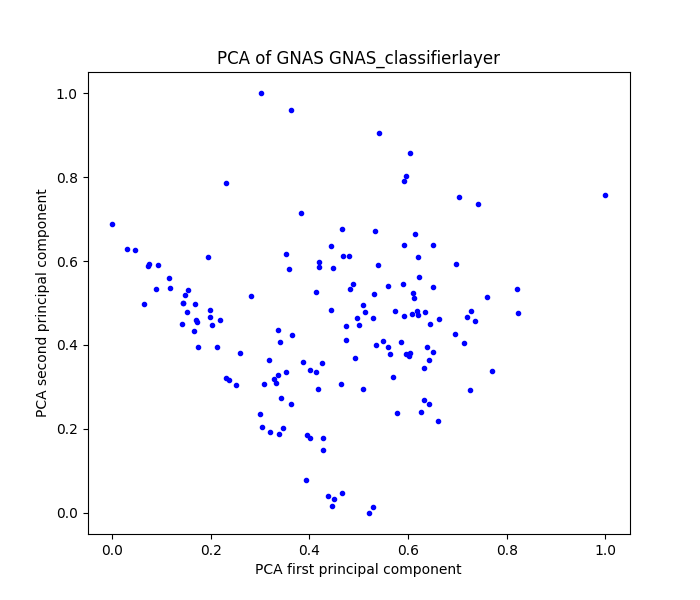 PCA of GNAS GNAS_classifierlayer
1.0
0.8
0.6
0.4
0.2
0.0
PCA second principal component
0.0 0.2 0.4 0.6 0.8 1.0
PCA first principal component